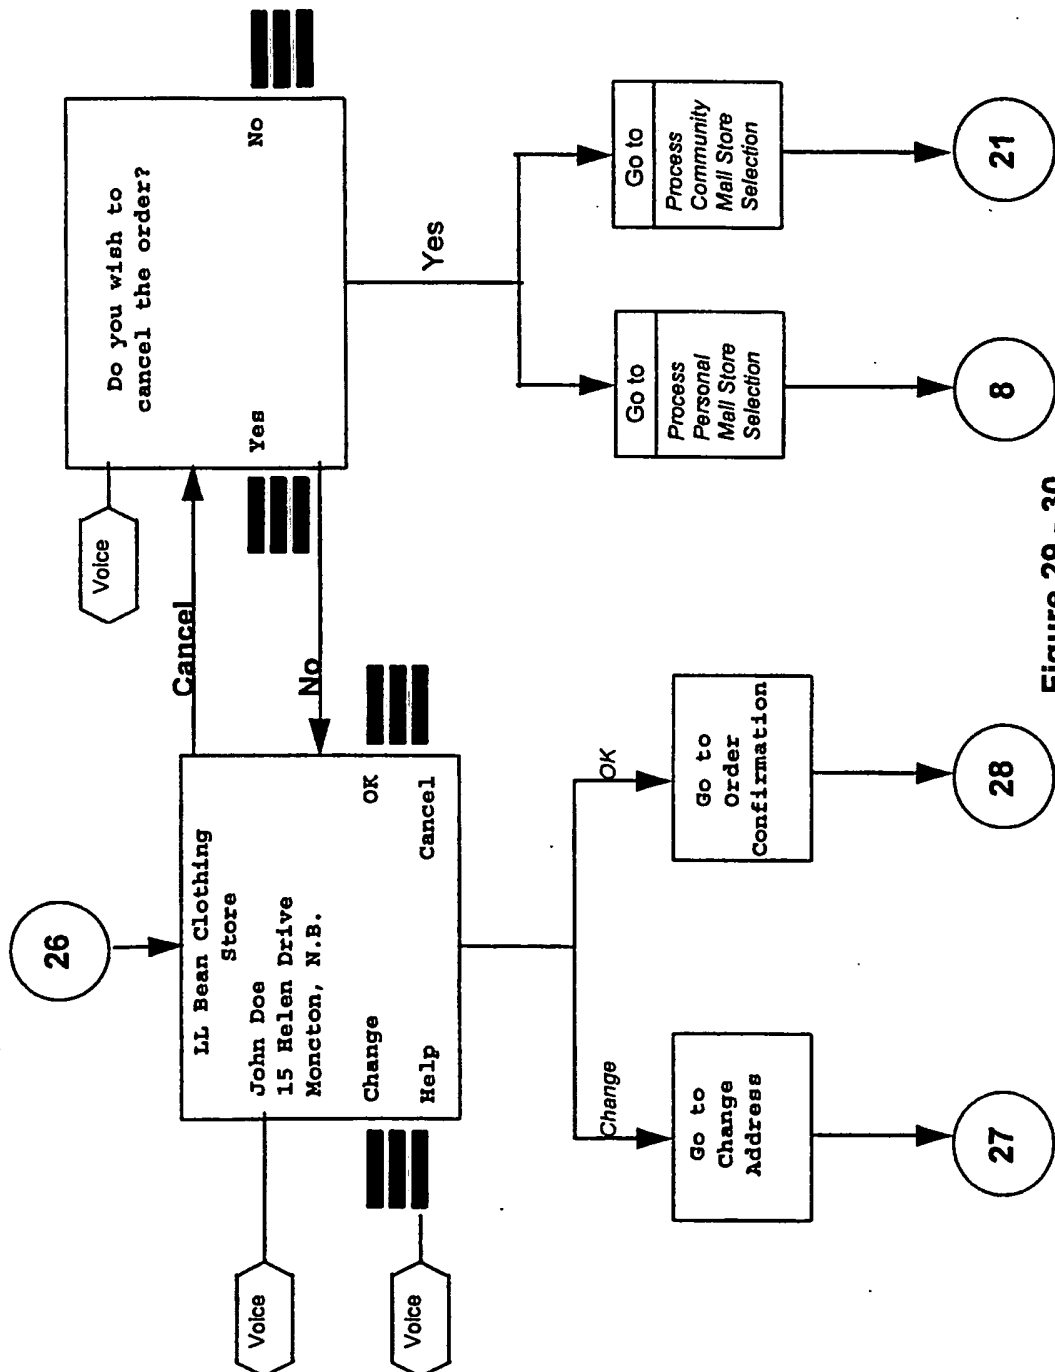 26
LL Bean Clothing
Store
John Doe
15 Helen Drive
Moncton, N.B.
Change OK
Help Cancel
Voice
Voice
Cancel
No
Voice
Do you wish to
cancel the order?
Yes No
Yes
Change
OK
Go to
Change
Address
Go to
Order
Confirmation
Go to
Process
Personal
Mall Store
Selection
Go to
Process
Community
Mall Store
Selection
27
28
8
21
Figure 29 - 30